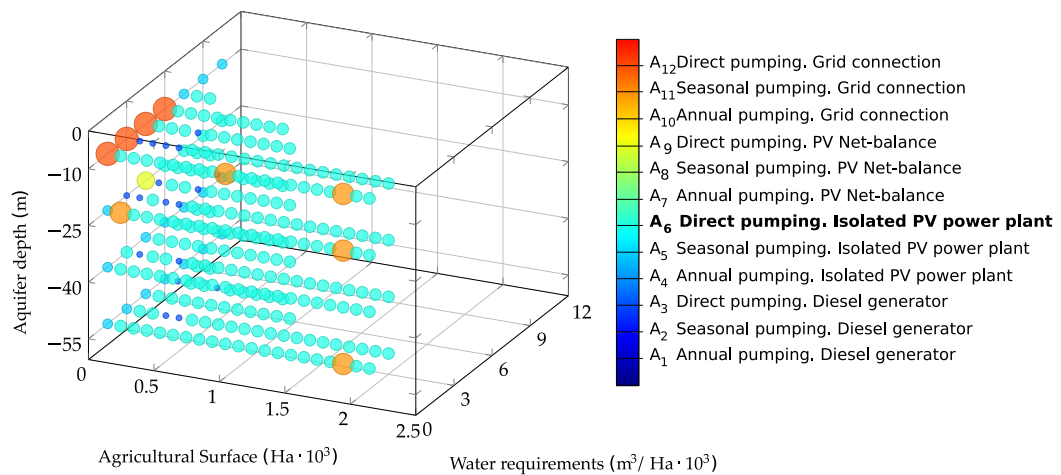 0
−10
−25
−40
−55
Aquifer depth (m)
0
0.5
1
1.5
2
2.5
Agricultural Surface (Ha · 10³)
0
3
6
9
12
Water requirements (m³/ Ha · 10³)
A₁₂ Direct pumping. Grid connection
A₁₁ Seasonal pumping. Grid connection
A₁₀ Annual pumping. Grid connection
A₉ Direct pumping. PV Net-balance
A₈ Seasonal pumping. PV Net-balance
A₇ Annual pumping. PV Net-balance
A₆ Direct pumping. Isolated PV power plant
A₅ Seasonal pumping. Isolated PV power plant
A₄ Annual pumping. Isolated PV power plant
A₃ Direct pumping. Diesel generator
A₂ Seasonal pumping. Diesel generator
A₁ Annual pumping. Diesel generator